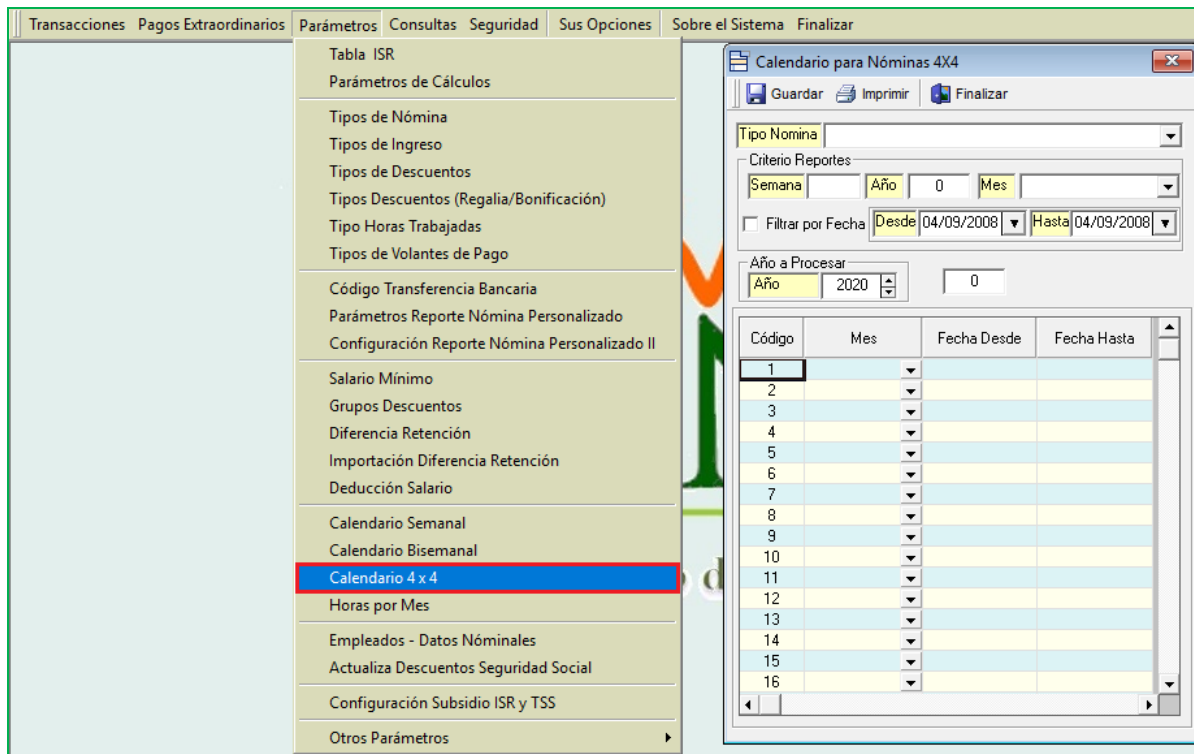 Transacciones Pagos Extraordinarios Parámetros Consultas Seguridad Sus Opciones Sobre el Sistema Finalizar
Tabla ISR
Parámetros de Cálculos
Tipos de Nómina
Tipos de Ingreso
Tipos de Descuentos
Tipos Descuentos (Regalia/Bonificación)
Tipo Horas Trabajadas
Tipos de Volantes de Pago
Código Transferencia Bancaria
Parámetros Reporte Nómina Personalizado
Configuración Reporte Nómina Personalizado II
Salario Mínimo
Grupos Descuentos
Diferencia Retención
Importación Diferencia Retención
Deducción Salario
Calendario Semanal
Calendario Bisemanal
Calendario 4 x 4
Horas por Mes
Empleados - Datos Nóminales
Actualiza Descuentos Seguridad Social
Configuración Subsidio ISR y TSS
Otros Parámetros
Calendario para Nóminas 4X4
Guardar Imprimir Finalizar
Tipo Nomina
Criterio Reportes
Semana Año 0 Mes
Filtrar por Fecha Desde 04/09/2008 Hasta 04/09/2008
Año a Procesar
Año 2020 0
Código Mes Fecha Desde Fecha Hasta
1
2
3
4
5
6
7
8
9
10
11
12
13
14
15
16